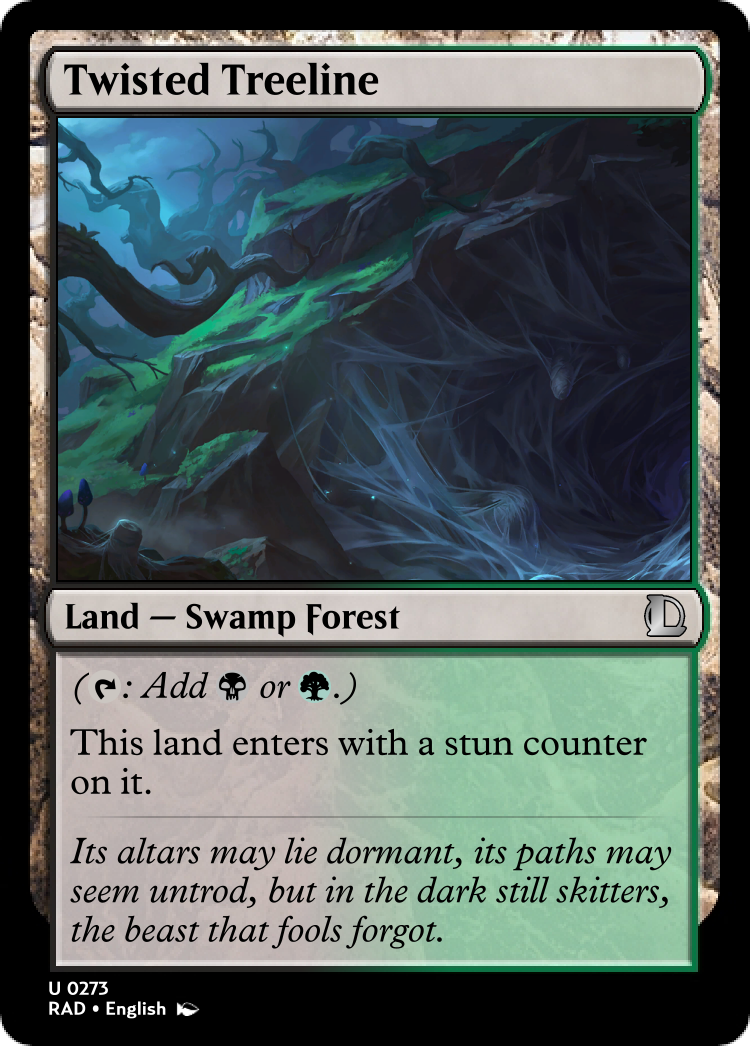 Twisted Treeline
Land — Swamp Forest
( : Add or .)
This land enters with a stun counter
on it.
Its altars may lie dormant, its paths may
seem untrod, but in the dark still skitters,
the beast that fools forgot.
U 0273
RAD • English